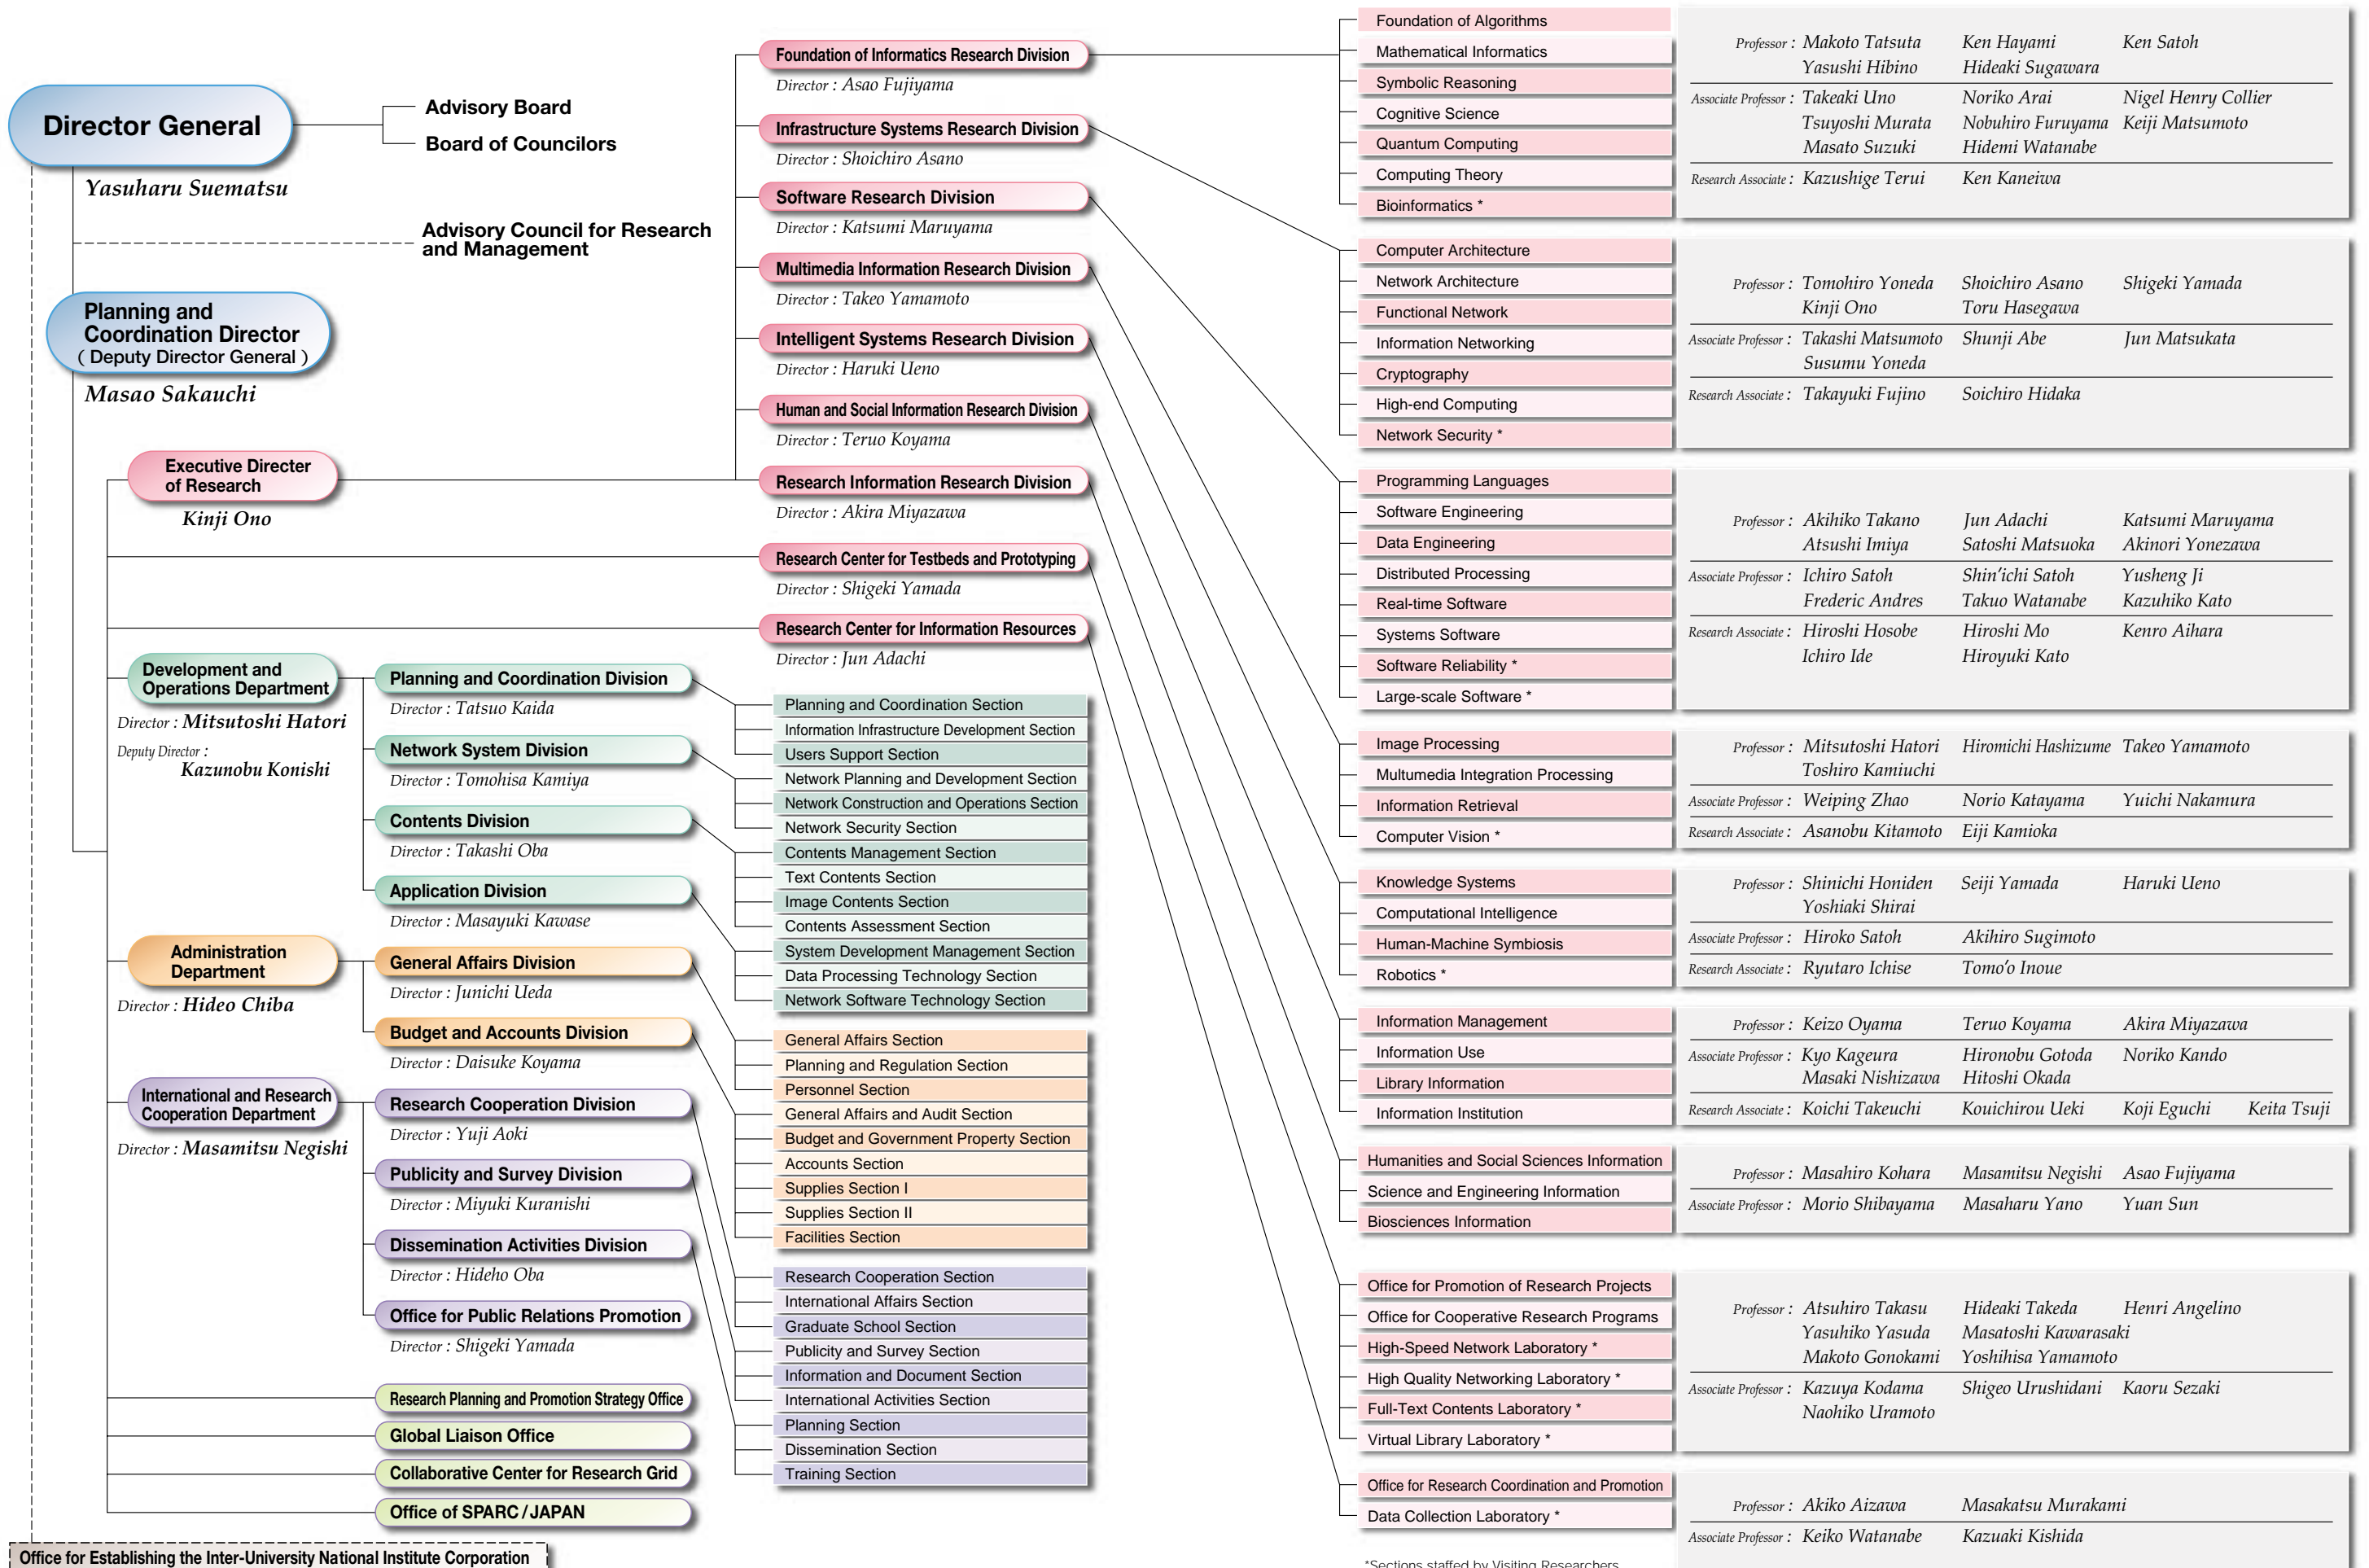 Director General
Yasuharu Suematsu
Advisory Board
Board of Councilors
Advisory Council for Research
and Management
Planning and
Coordination Director
( Deputy Director General )
Masao Sakauchi
Executive Directer
of Research
Kinji Ono
Foundation of Informatics Research Division
Director : Asao Fujiyama
Infrastructure Systems Research Division
Director : Shoichiro Asano
Software Research Division
Director : Katsumi Maruyama
Multimedia Information Research Division
Director : Takeo Yamamoto
Intelligent Systems Research Division
Director : Haruki Ueno
Human and Social Information Research Division
Director : Teruo Koyama
Research Information Research Division
Director : Akira Miyazawa
Research Center for Testbeds and Prototyping
Director : Shigeki Yamada
Research Center for Information Resources
Director : Jun Adachi
Development and
Operations Department
Director : Mitsutoshi Hatori
Deputy Director :
Kazunobu Konishi
Planning and Coordination Division
Director : Tatsuo Kaida
Network System Division
Director : Tomohisa Kamiya
Contents Division
Director : Takashi Oba
Application Division
Director : Masayuki Kawase
Planning and Coordination Section
Information Infrastructure Development Section
Users Support Section
Network Planning and Development Section
Network Construction and Operations Section
Network Security Section
Contents Management Section
Text Contents Section
Image Contents Section
Contents Assessment Section
System Development Management Section
Data Processing Technology Section
Network Software Technology Section
Administration
Department
Director : Hideo Chiba
General Affairs Division
Director : Junichi Ueda
Budget and Accounts Division
Director : Daisuke Koyama
General Affairs Section
Planning and Regulation Section
Personnel Section
General Affairs and Audit Section
Budget and Government Property Section
Accounts Section
Supplies Section I
Supplies Section II
Facilities Section
International and Research
Cooperation Department
Director : Masamitsu Negishi
Research Cooperation Division
Director : Yuji Aoki
Publicity and Survey Division
Director : Miyuki Kuranishi
Dissemination Activities Division
Director : Hideho Oba
Office for Public Relations Promotion
Director : Shigeki Yamada
Research Cooperation Section
International Affairs Section
Graduate School Section
Publicity and Survey Section
Information and Document Section
International Activities Section
Planning Section
Dissemination Section
Training Section
Research Planning and Promotion Strategy Office
Global Liaison Office
Collaborative Center for Research Grid
Office of SPARC / JAPAN
Office for Establishing the Inter-University National Institute Corporation
Foundation of Algorithms
Mathematical Informatics
Symbolic Reasoning
Cognitive Science
Quantum Computing
Computing Theory
Bioinformatics *
Professor : Makoto Tatsuta Ken Hayami Ken Satoh
Yasushi Hibino Hideaki Sugawara
Associate Professor : Takeaki Uno Noriko Arai Nigel Henry Collier
Tsuyoshi Murata Nobuhiro Furuyama Keiji Matsumoto
Masato Suzuki Hidemi Watanabe
Research Associate : Kazushige Terui Ken Kaneiwa
Computer Architecture
Network Architecture
Functional Network
Information Networking
Cryptography
High-end Computing
Network Security *
Professor : Tomohiro Yoneda Shoichiro Asano Shigeki Yamada
Kinji Ono Toru Hasegawa
Associate Professor : Takashi Matsumoto Shunji Abe Jun Matsukata
Susumu Yoneda
Research Associate : Takayuki Fujino Soichiro Hidaka
Programming Languages
Software Engineering
Data Engineering
Distributed Processing
Real-time Software
Systems Software
Software Reliability *
Large-scale Software *
Professor : Akihiko Takano Jun Adachi Katsumi Maruyama
Atsushi Imiya Satoshi Matsuoka Akinori Yonezawa
Associate Professor : Ichiro Satoh Shin'ichi Satoh Yusheng Ji
Frederic Andres Takuo Watanabe Kazuhiko Kato
Research Associate : Hiroshi Hosobe Hiroshi Mo Kenro Aihara
Ichiro Ide Hiroyuki Kato
Image Processing
Multumedia Integration Processing
Information Retrieval
Computer Vision *
Professor : Mitsutoshi Hatori Hiromichi Hashizume Takeo Yamamoto
Toshiro Kamiuchi
Associate Professor : Weiping Zhao Norio Katayama Yuichi Nakamura
Research Associate : Asanobu Kitamoto Eiji Kamioka
Knowledge Systems
Computational Intelligence
Human-Machine Symbiosis
Robotics *
Professor : Shinichi Honiden Seiji Yamada Haruki Ueno
Yoshiaki Shirai
Associate Professor : Hiroko Satoh Akihiro Sugimoto
Research Associate : Ryutaro Ichise Tomo'o Inoue
Information Management
Information Use
Library Information
Information Institution
Professor : Keizo Oyama Teruo Koyama Akira Miyazawa
Associate Professor : Kyo Kageura Hironobu Gotoda Noriko Kando
Masaki Nishizawa Hitoshi Okada
Research Associate : Koichi Takeuchi Kouichirou Ueki Koji Eguchi Keita Tsuji
Humanities and Social Sciences Information
Science and Engineering Information
Biosciences Information
Professor : Masahiro Kohara Masamitsu Negishi Asao Fujiyama
Associate Professor : Morio Shibayama Masaharu Yano Yuan Sun
Office for Promotion of Research Projects
Office for Cooperative Research Programs
High-Speed Network Laboratory *
High Quality Networking Laboratory *
Full-Text Contents Laboratory *
Virtual Library Laboratory *
Professor : Atsuhiro Takasu Hideaki Takeda Henri Angelino
Yasuhiko Yasuda Masatoshi Kawarasaki
Makoto Gonokami Yoshihisa Yamamoto
Associate Professor : Kazuya Kodama Shigeo Urushidani Kaoru Sezaki
Naohiko Uramoto
Office for Research Coordination and Promotion
Data Collection Laboratory *
Professor : Akiko Aizawa Masakatsu Murakami
Associate Professor : Keiko Watanabe Kazuaki Kishida
*Sections staffed by Visiting Researchers